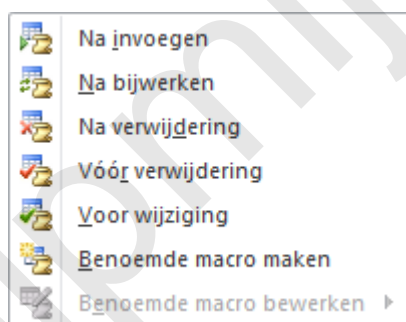 Na invoegen
Na bijwerken
Na verwijdering
Vóór verwijdering
Voor wijziging
Benoemde macro maken
Benoemde macro bewerken